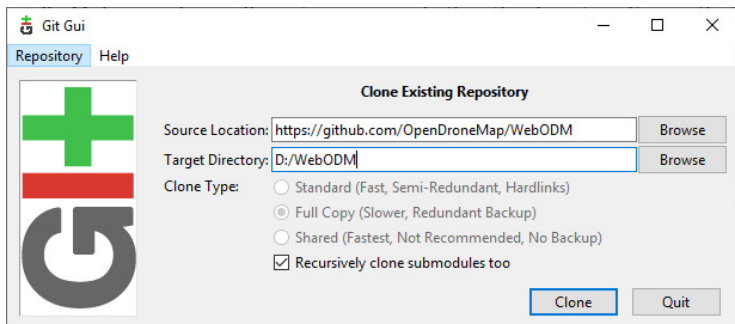 Git Gui
Repository Help
GIT
Clone Existing Repository
Source Location: https://github.com/OpenDroneMap/WebODM Browse
Target Directory: D:/WebODM Browse
Clone Type: Standard (Fast, Semi-Redundant, Hardlinks)
Full Copy (Slower, Redundant Backup)
Shared (Fastest, Not Recommended, No Backup)
Recursively clone submodules too
Clone Quit